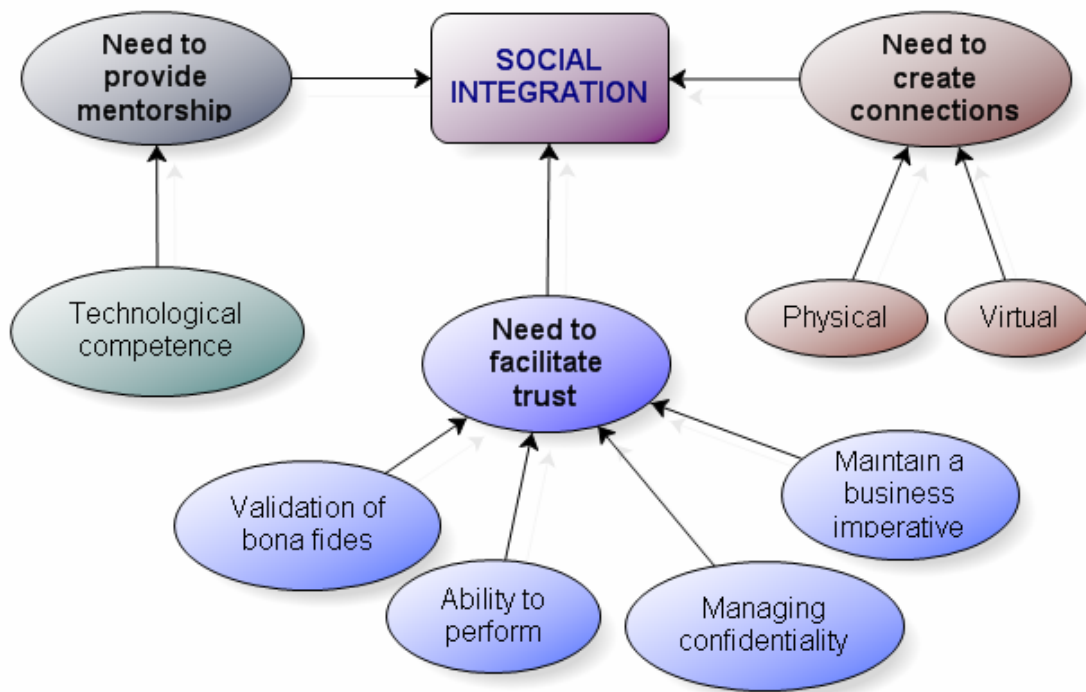 Need to
provide
mentorship
SOCIAL
INTEGRATION
Need to
create
connections
Technological
competence
Need to
facilitate
trust
Physical
Virtual
Validation of
bona fides
Ability to
perform
Managing
confidentiality
Maintain a
business
imperative